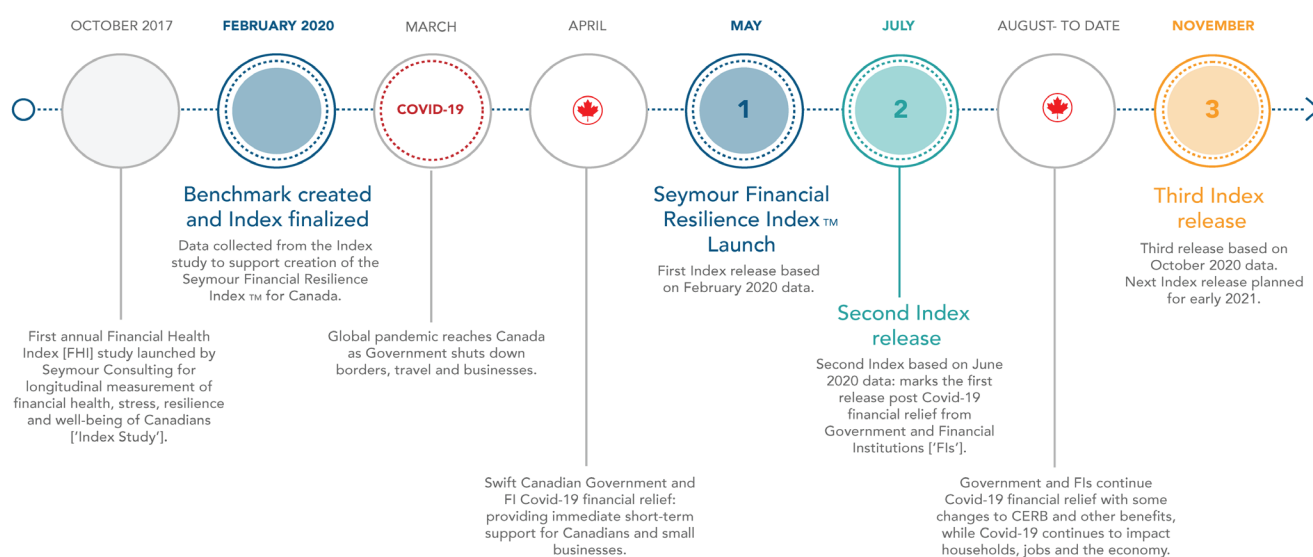 OCTOBER 2017
FEBRUARY 2020
MARCH
APRIL
MAY
JULY
AUGUST- TO DATE
NOVEMBER
COVID-19
1
2
3
Benchmark created
and Index finalized
Data collected from the Index
study to support creation of the
Seymour Financial Resilience
Index TM for Canada.
Seymour Financial
Resilience Index TM
Launch
First Index release based
on February 2020 data.
Third Index
release
Third release based on
October 2020 data.
Next Index release planned
for early 2021.
Second Index
release
Second Index based on June
2020 data: marks the first
release post Covid-19
financial relief from
Government and Financial
Institutions ['FIs'].
First annual Financial Health
Index [FHI] study launched by
Seymour Consulting for
longitudinal measurement of
financial health, stress, resilience
and well-being of Canadians
['Index Study'].
Global pandemic reaches Canada
as Government shuts down
borders, travel and businesses.
Swift Canadian Government and
FI Covid-19 financial relief:
providing immediate short-term
support for Canadians and small
businesses.
Government and FIs continue
Covid-19 financial relief with some
changes to CERB and other benefits,
while Covid-19 continues to impact
households, jobs and the economy.